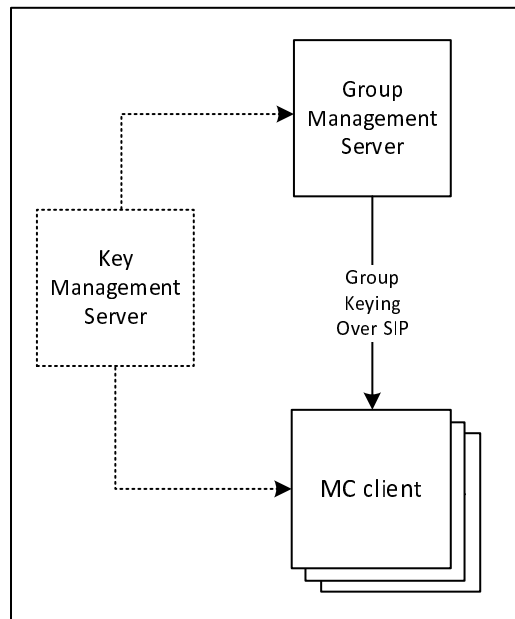 Group
Management
Server
Key
Management
Server
Group
Keying
Over SIP
MC client